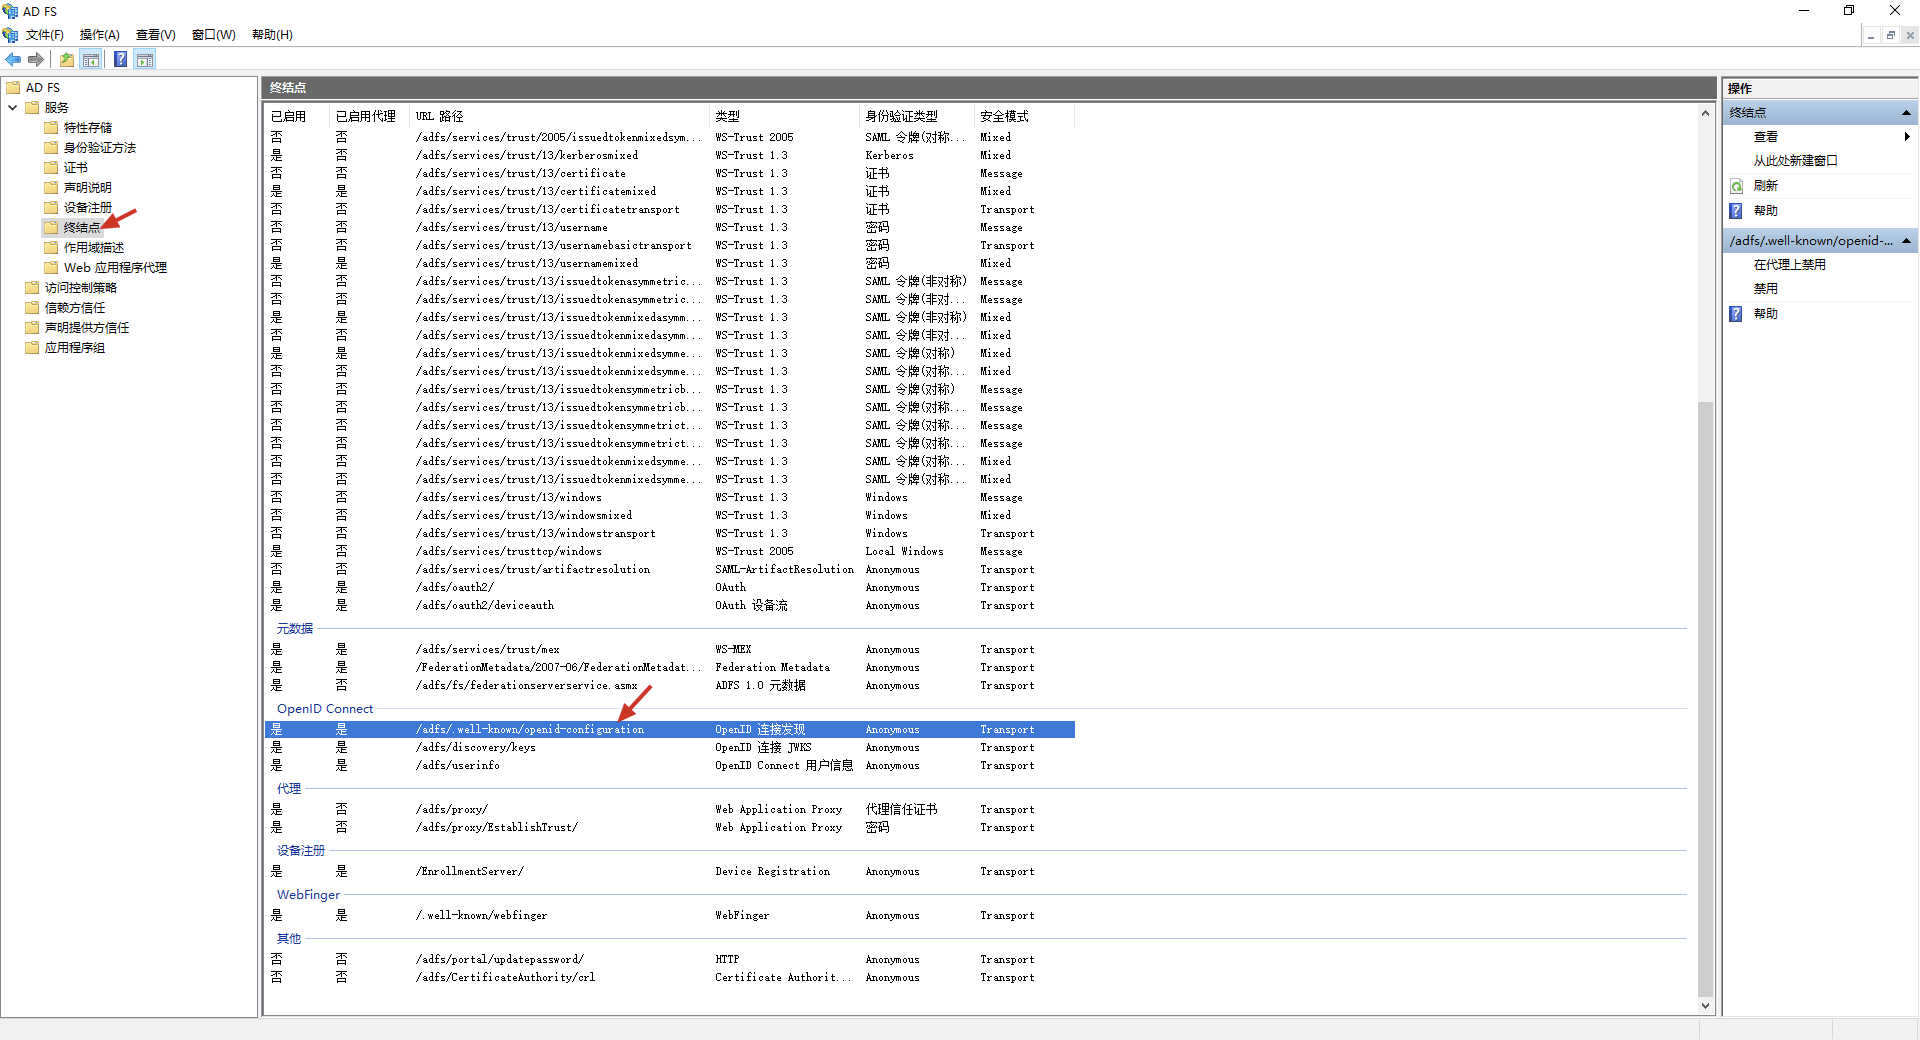 AD FS
文件(F) 操作(A) 查看(V) 窗口(W) 帮助(H)
AD FS
服务
特性存储
身份验证方法
证书
声明说明
设备注册
终结点
作用域描述
Web 应用程序代理
访问控制策略
信赖方信任
声明提供方信任
应用程序组
终结点
已启用 已启用代理 URL 路径 类型 身份验证类型 安全模式
否 否 /adfs/services/trust/2005/issuedtokenmixedsym... WS-Trust 2005 SAML 令牌(对称... Mixed
是 否 /adfs/services/trust/13/kerberosmixed WS-Trust 1.3 Kerberos Mixed
否 否 /adfs/services/trust/13/certificate WS-Trust 1.3 证书 Message
是 是 /adfs/services/trust/13/certificatemixed WS-Trust 1.3 证书 Mixed
否 否 /adfs/services/trust/13/certificatetransport WS-Trust 1.3 证书 Transport
否 否 /adfs/services/trust/13/username WS-Trust 1.3 密码 Message
否 否 /adfs/services/trust/13/usernamebasictransport WS-Trust 1.3 密码 Transport
是 是 /adfs/services/trust/13/usernamemixed WS-Trust 1.3 密码 Mixed
否 否 /adfs/services/trust/13/issuedtokenasymmetric... WS-Trust 1.3 SAML 令牌(非对称) Message
否 否 /adfs/services/trust/13/issuedtokenasymmetric... WS-Trust 1.3 SAML 令牌(非对... Message
是 是 /adfs/services/trust/13/issuedtokenmixedasymm... WS-Trust 1.3 SAML 令牌(非对称) Mixed
否 否 /adfs/services/trust/13/issuedtokenmixedasymm... WS-Trust 1.3 SAML 令牌(非对... Mixed
是 是 /adfs/services/trust/13/issuedtokenmixedsymme... WS-Trust 1.3 SAML 令牌(对称) Mixed
否 否 /adfs/services/trust/13/issuedtokenmixedsymme... WS-Trust 1.3 SAML 令牌(对称... Mixed
否 否 /adfs/services/trust/13/issuedtokensymmetricb... WS-Trust 1.3 SAML 令牌(对称) Message
否 否 /adfs/services/trust/13/issuedtokensymmetricb... WS-Trust 1.3 SAML 令牌(对称... Message
否 否 /adfs/services/trust/13/issuedtokensymmetrict... WS-Trust 1.3 SAML 令牌(对称... Message
否 否 /adfs/services/trust/13/issuedtokensymmetrict... WS-Trust 1.3 SAML 令牌(对称... Message
否 否 /adfs/services/trust/13/issuedtokenmixedsymme... WS-Trust 1.3 SAML 令牌(对称... Mixed
否 否 /adfs/services/trust/13/issuedtokenmixedsymme... WS-Trust 1.3 SAML 令牌(对称... Mixed
否 否 /adfs/services/trust/13/windows WS-Trust 1.3 Windows Message
否 否 /adfs/services/trust/13/windowsmixed WS-Trust 1.3 Windows Mixed
否 否 /adfs/services/trust/13/windowstransport WS-Trust 1.3 Windows Transport
是 否 /adfs/services/trusttcp/windows WS-Trust 2005 Local Windows Message
否 否 /adfs/services/trust/artifactresolution SAML-ArtifactResolution Anonymous Transport
是 是 /adfs/oauth2/ OAuth Anonymous Transport
是 是 /adfs/oauth2/deviceauth OAuth 设备流 Anonymous Transport
元数据
是 是 /adfs/services/trust/mex WS-MEX Anonymous Transport
是 是 /FederationMetadata/2007-06/FederationMetadat... Federation Metadata Anonymous Transport
是 否 /adfs/fs/federationserverservice.asmx ADFS 1.0 元数据 Anonymous Transport
OpenID Connect
是 是 /adfs/.well-known/openid-configuration OpenID 连接发现 Anonymous Transport
是 是 /adfs/discovery/keys OpenID 连接 JWKS Anonymous Transport
是 是 /adfs/userinfo OpenID Connect 用户信息 Anonymous Transport
代理
是 否 /adfs/proxy/ Web Application Proxy 代理信任证书 Transport
是 否 /adfs/proxy/EstablishTrust/ Web Application Proxy 密码 Transport
设备注册
是 是 /EnrollmentServer/ Device Registration Anonymous Transport
WebFinger
是 是 /.well-known/webfinger WebFinger Anonymous Transport
其他
否 否 /adfs/portal/updatepassword/ HTTP Anonymous Transport
否 否 /adfs/CertificateAuthority/crl Certificate Authorit... Anonymous Transport
操作
终结点
查看
从此处新建窗口
刷新
帮助
/adfs/.well-known/openid-...
在代理上禁用
禁用
帮助